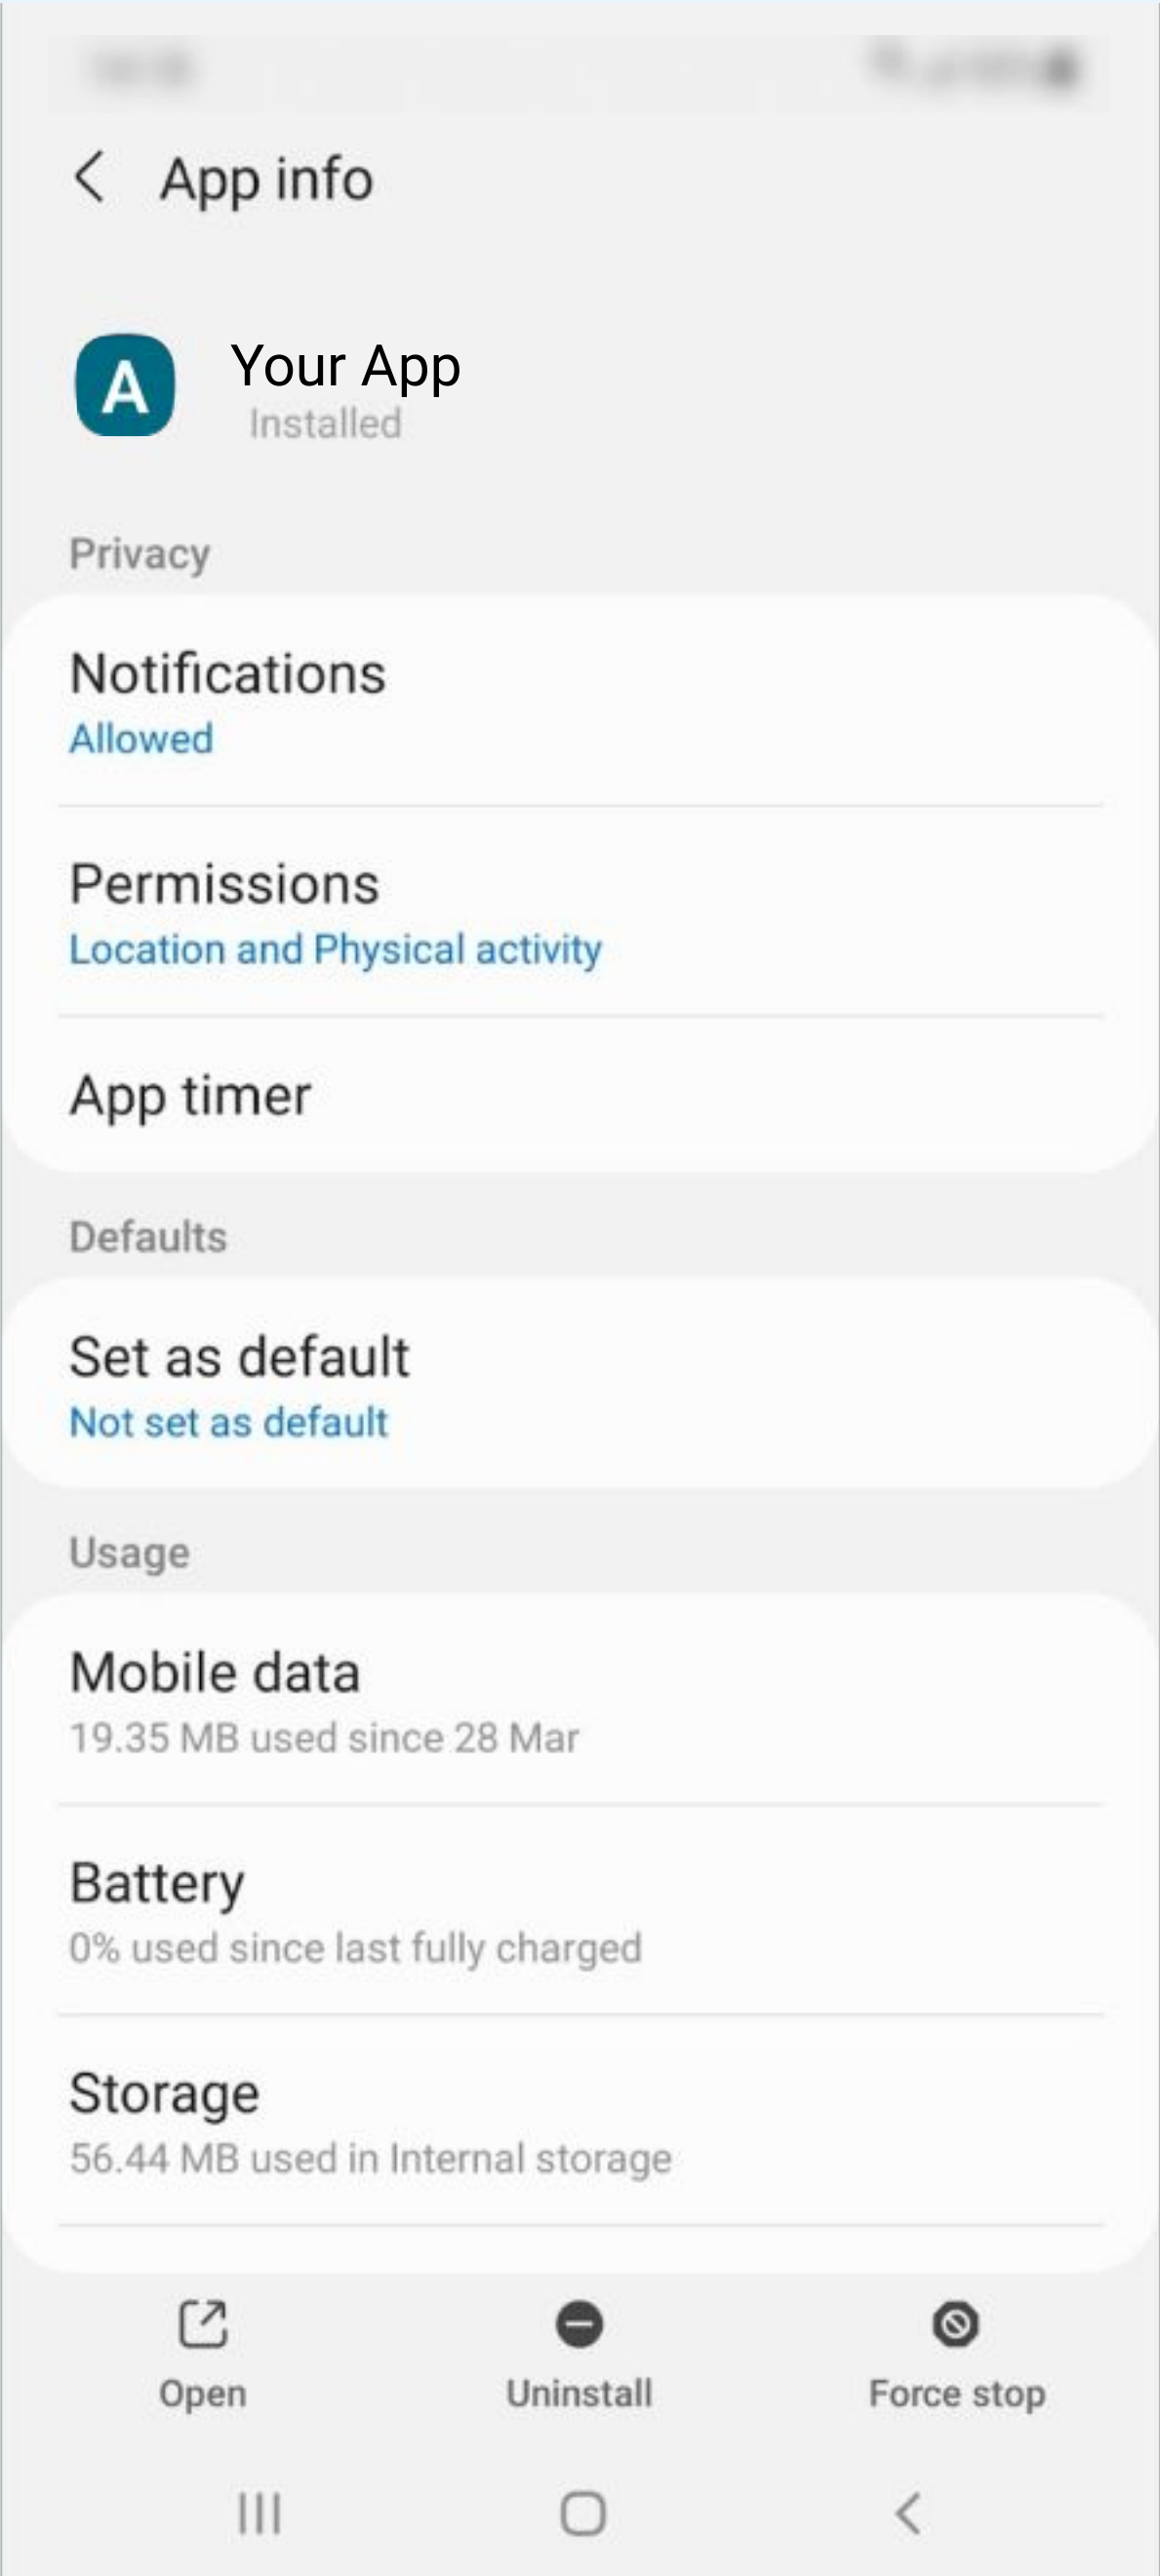 App info
A
Your App
Installed
Privacy
Notifications
Allowed
Permissions
Location and Physical activity
App timer
Defaults
Set as default
Not set as default
Usage
Mobile data
19.35 MB used since 28 Mar
Battery
0% used since last fully charged
Storage
56.44 MB used in Internal storage
Open
Uninstall
Force stop